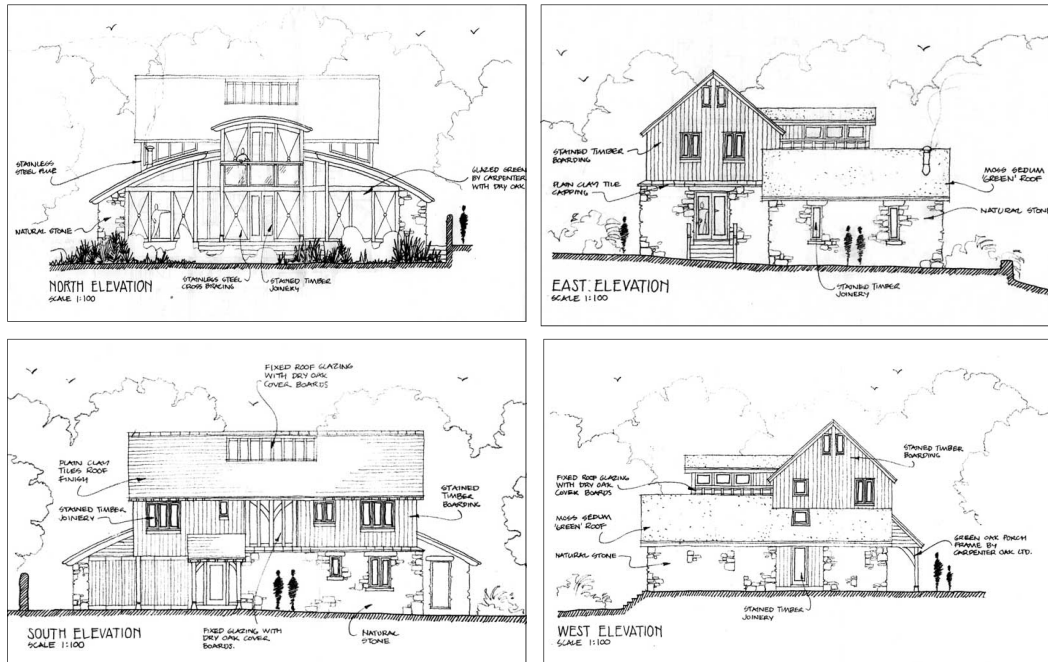 STAINLESS
STEEL FLUE
NATURAL STONE
GLAZED GREEN
BY CARPENTER
WITH DRY OAK
STAINLESS STEEL
CROSS BRACING
STAINED TIMBER
JOINERY
NORTH ELEVATION
SCALE 1:100
STAINED TIMBER
BOARDING
PLAIN CLAY TILE
CAPPING
MOSS SEDUM
'GREEN' ROOF
NATURAL STONE
STAINED TIMBER
JOINERY
EAST ELEVATION
SCALE 1:100
FIXED ROOF GLAZING
WITH DRY OAK
COVER BOARDS
PLAIN CLAY
TILES ROOF
FINISH
STAINED TIMBER
JOINERY
STAINED
TIMBER
BOARDING
FIXED GLAZING WITH
DRY OAK COVER
BOARDS.
NATURAL
STONE
SOUTH ELEVATION
SCALE 1:100
STAINED TIMBER
BOARDING
FIXED ROOF GLAZING
WITH DRY OAK
COVER BOARDS
MOSS SEDUM
'GREEN' ROOF
NATURAL STONE
GREEN OAK PORCH
FRAME BY
CARPENTER OAK LTD.
STAINED TIMBER
JOINERY
WEST ELEVATION
SCALE 1:100